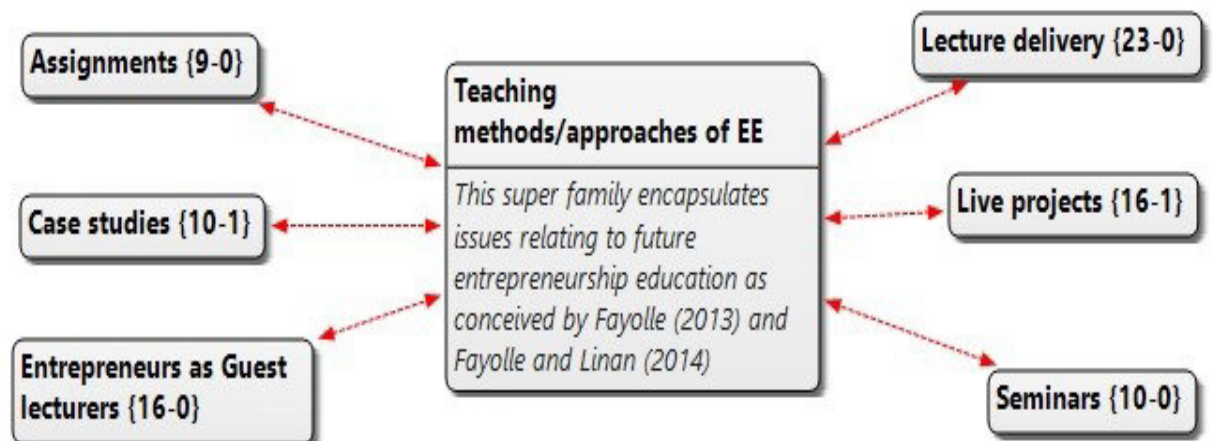 Assignments {9-0}
Case studies {10-1}
Entrepreneurs as Guest
lecturers {16-0}
Teaching
methods/approaches of EE
This super family encapsulates
issues relating to future
entrepreneurship education as
conceived by Fayolle (2013) and
Fayolle and Linan (2014)
Lecture delivery {23-0}
Live projects {16-1}
Seminars {10-0}